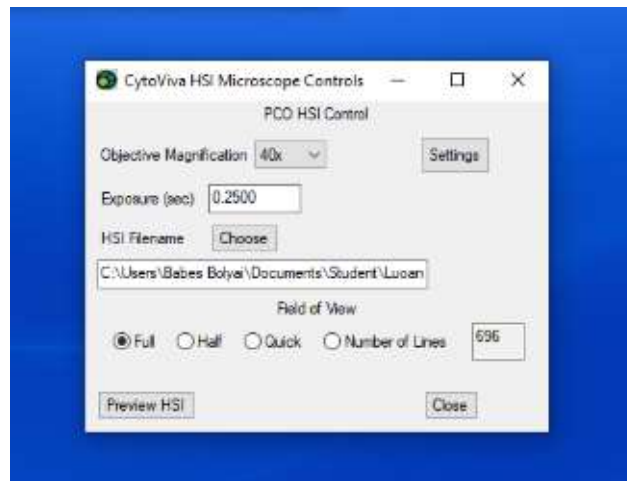 CytoViva HSI Microscope Controls
PCO HSI Control
Objective Magnification 40x Settings
Exposure (sec) 0.2500
HSI Filename Choose
C:\Users\Babes Bolyai\Documents\Student\Luoan
Field of View
Full Half Quick Number of Lines 696
Preview HSI Close